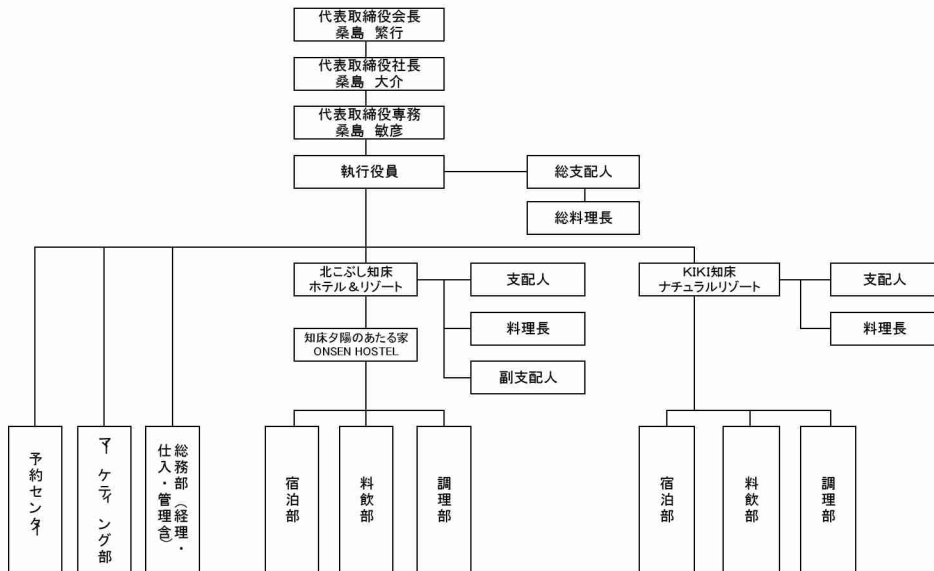 代表取締役会長
桑島　繁行
代表取締役社長
桑島　大介
代表取締役専務
桑島　敏彦
執行役員
総支配人
総料理長
北こぶし知床
ホテル＆リゾート
支配人
KIKI知床
ナチュラルリゾート
支配人
知床夕陽のあたる家
ONSEN HOSTEL
料理長
料理長
副支配人
予約センター
マーケティング部
総務部（経理・
仕入・管理含）
宿泊部
料飲部
調理部
宿泊部
料飲部
調理部